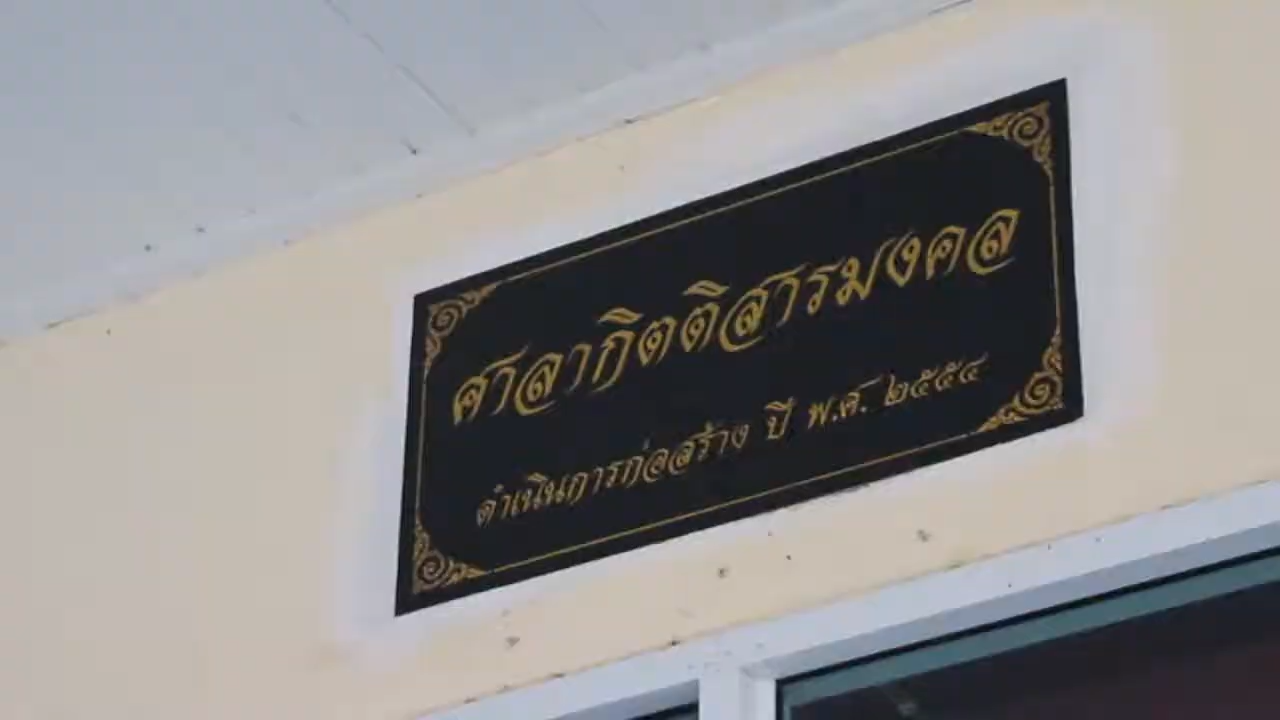 ศาลากิตติสารมงคล
ดำเนินการก่อสร้าง ปี พ.ศ. ๒๕๕๔